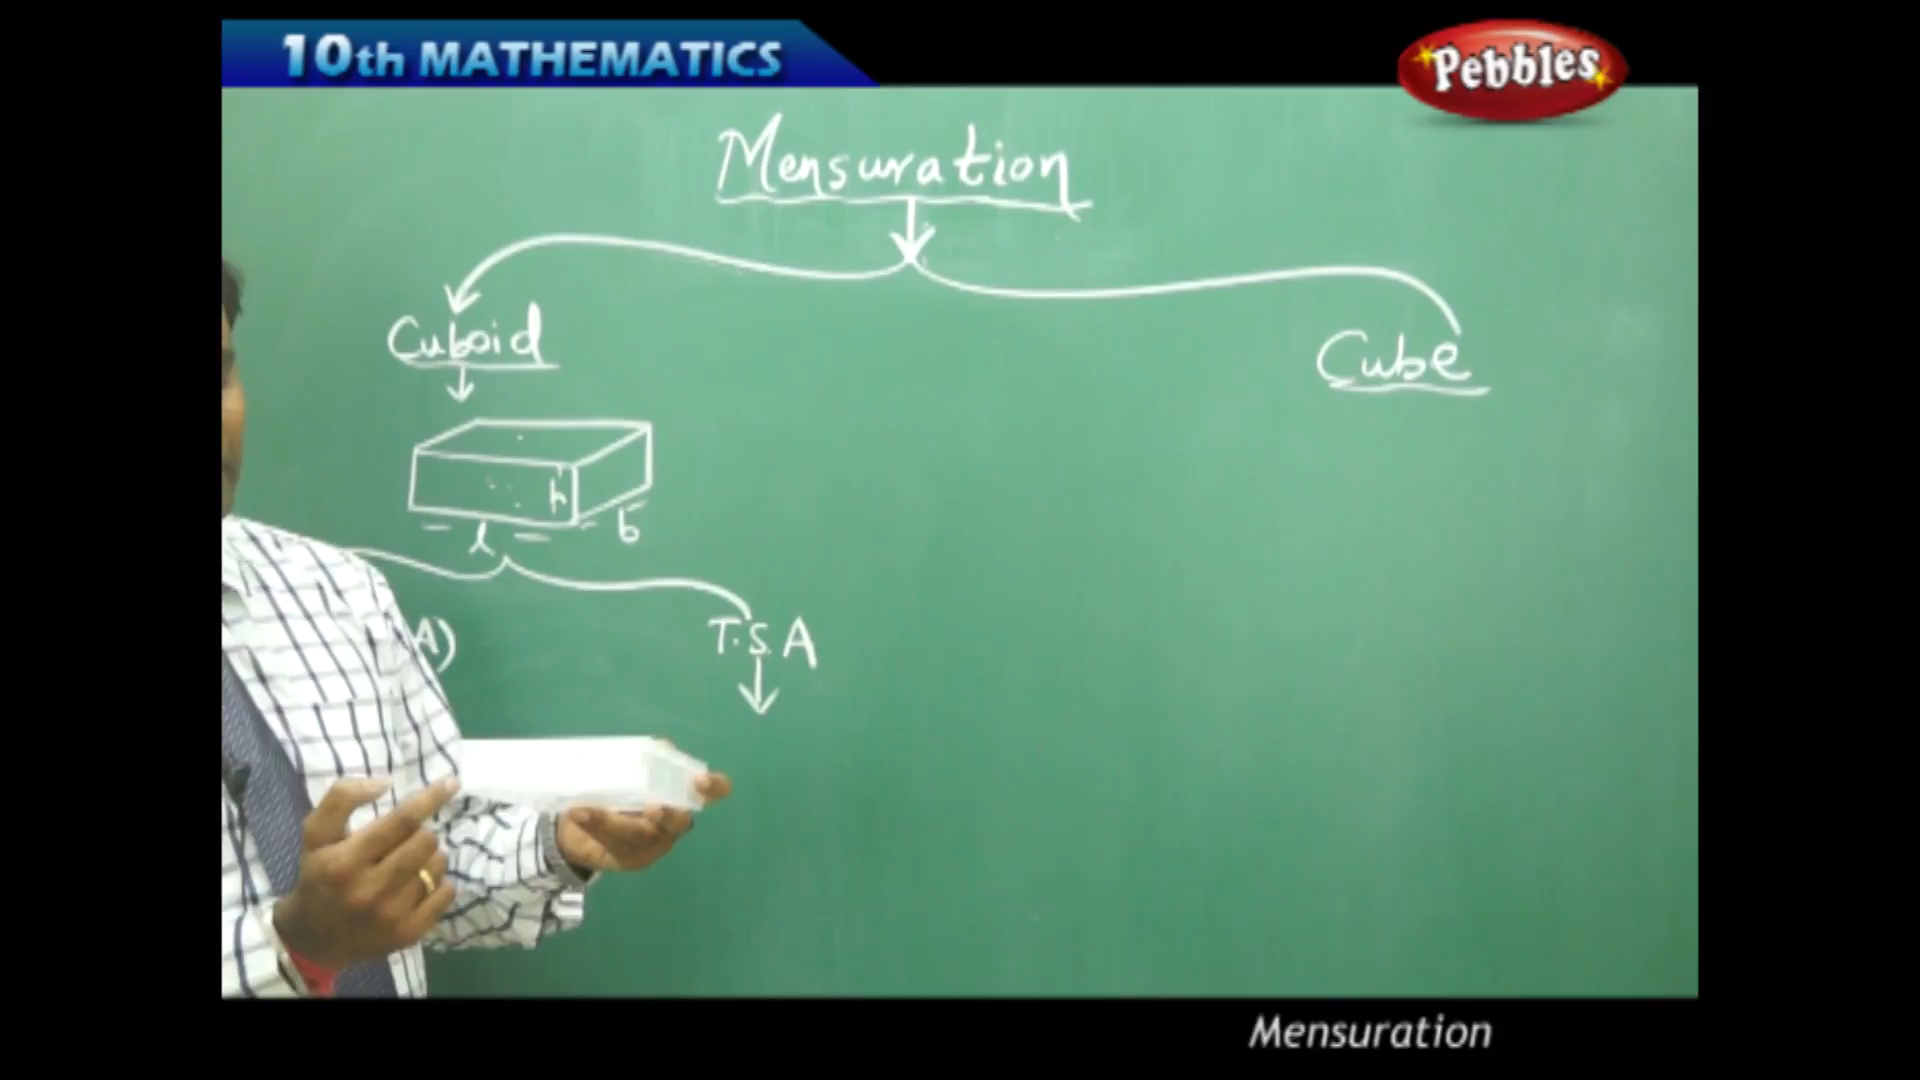 10th MATHEMATICS
Pebbles
Mensuration
Cuboid
Cube
h
l
b
A)
T.S.A
Mensuration